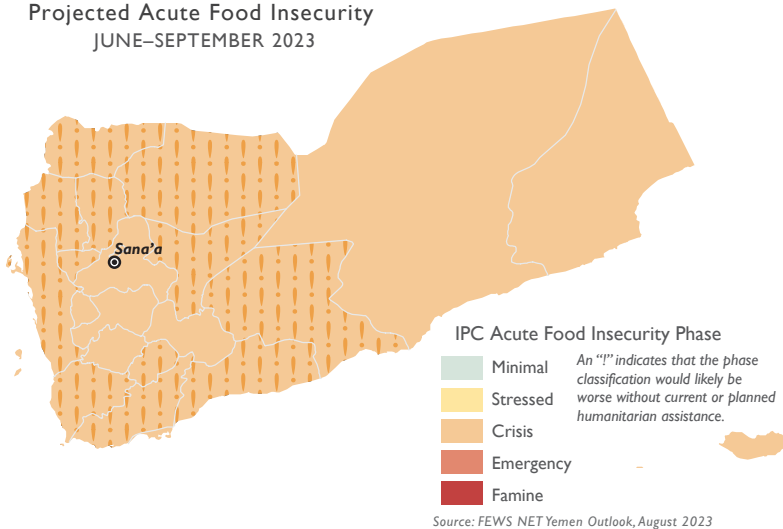 Projected Acute Food Insecurity
JUNE–SEPTEMBER 2023
Sana’a
IPC Acute Food Insecurity Phase
Minimal
Stressed
Crisis
Emergency
Famine
An “!” indicates that the
phase
classification would likely be
worse without current or planned
humanitarian assistance.
Source: FEWS NET Yemen Outlook, August 2023